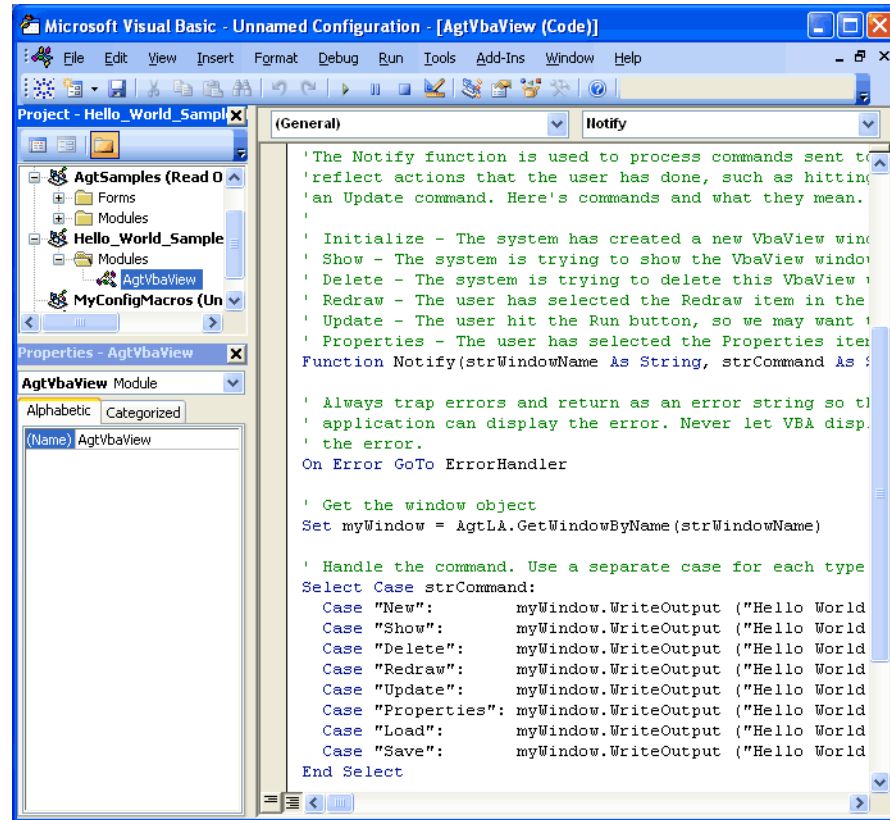 Microsoft Visual Basic - Unnamed Configuration - [AgtVbaView (Code)]
File Edit View Insert Format Debug Run Tools Add-Ins Window Help
Project - Hello_World_Sampl
AgtSamples (Read O
Forms
Modules
Hello_World_Sample
Modules
AgtVbaView
MyConfigMacros (Un
Properties - AgtVbaView
AgtVbaView Module
Alphabetic Categorized
(Name) AgtVbaView
(General) Notify
'The Notify function is used to process commands sent to
'reflect actions that the user has done, such as hitting
'an Update command. Here's commands and what they mean.
'
' Initialize - The system has created a new VbaView wind
' Show - The system is trying to show the VbaView window
' Delete - The system is trying to delete this VbaView
' Redraw - The user has selected the Redraw item in the
' Update - The user hit the Run button, so we may want
' Properties - The user has selected the Properties item
Function Notify(strWindowName As String, strCommand As
' Always trap errors and return as an error string so th
' application can display the error. Never let VBA disp
' the error.
On Error GoTo ErrorHandler
' Get the window object
Set myWindow = AgtLA.GetWindowByName(strWindowName)
' Handle the command. Use a separate case for each type
Select Case strCommand:
Case "New": myWindow.WriteOutput ("Hello World
Case "Show": myWindow.WriteOutput ("Hello World
Case "Delete": myWindow.WriteOutput ("Hello World
Case "Redraw": myWindow.WriteOutput ("Hello World
Case "Update": myWindow.WriteOutput ("Hello World
Case "Properties": myWindow.WriteOutput ("Hello World
Case "Load": myWindow.WriteOutput ("Hello World
Case "Save": myWindow.WriteOutput ("Hello World
End Select